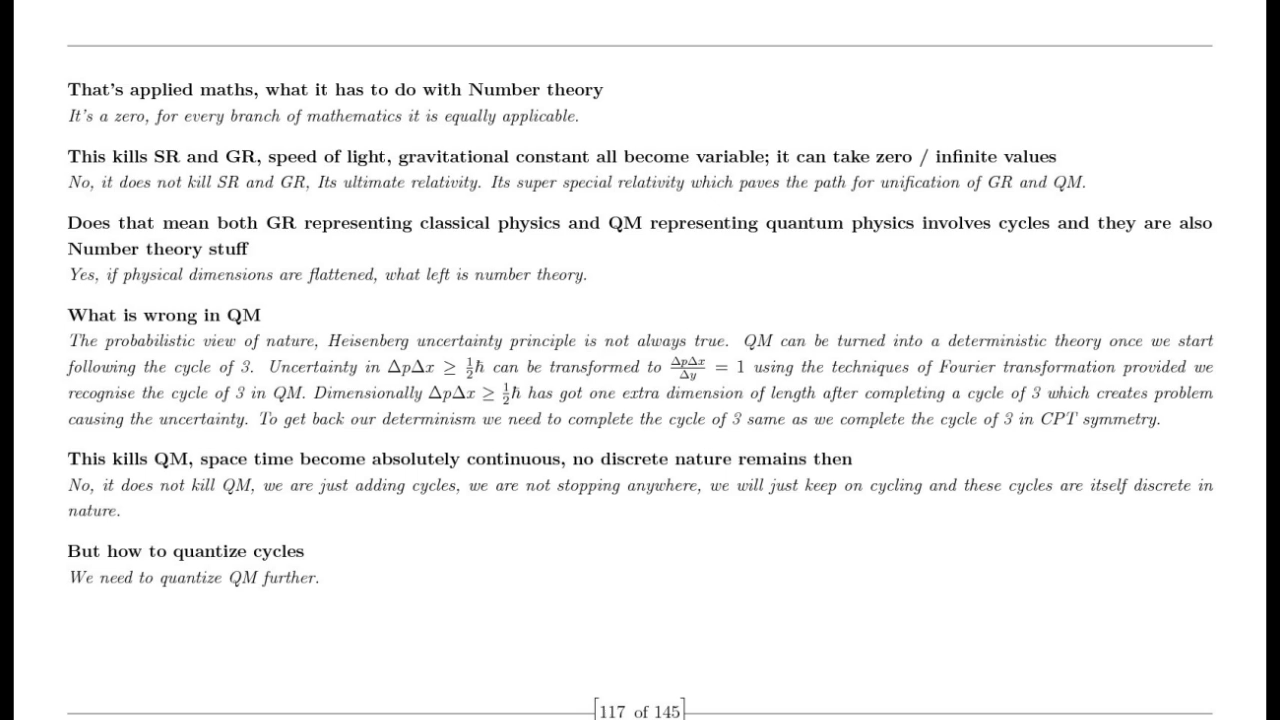 That's applied maths, what it has to do with Number theory
It's a zero, for every branch of mathematics it is equally applicable.
This kills SR and GR, speed of light, gravitational constant all become variable; it can take zero / infinite values
No, it does not kill SR and GR, Its ultimate relativity. Its super special relativity which paves the path for unification of GR and QM.
Does that mean both GR representing classical physics and QM representing quantum physics involves cycles and they are also
Number theory stuff
Yes, if physical dimensions are flattened, what left is number theory.
What is wrong in QM
The probabilistic view of nature, Heisenberg uncertainty principle is not always true. QM can be turned into a deterministic theory once we start
following the cycle of 3. Uncertainty in ΔpΔx ≥ ½ℏ can be transformed to ΔpΔx/Δy = 1 using the techniques of Fourier transformation provided we
recognise the cycle of 3 in QM. Dimensionally ΔpΔx ≥ ½ℏ has got one extra dimension of length after completing a cycle of 3 which creates problem
causing the uncertainty. To get back our determinism we need to complete the cycle of 3 same as we complete the cycle of 3 in CPT symmetry.
This kills QM, space time become absolutely continuous, no discrete nature remains then
No, it does not kill QM, we are just adding cycles, we are not stopping anywhere, we will just keep on cycling and these cycles are itself discrete in
nature.
But how to quantize cycles
We need to quantize QM further.
[117 of 145]